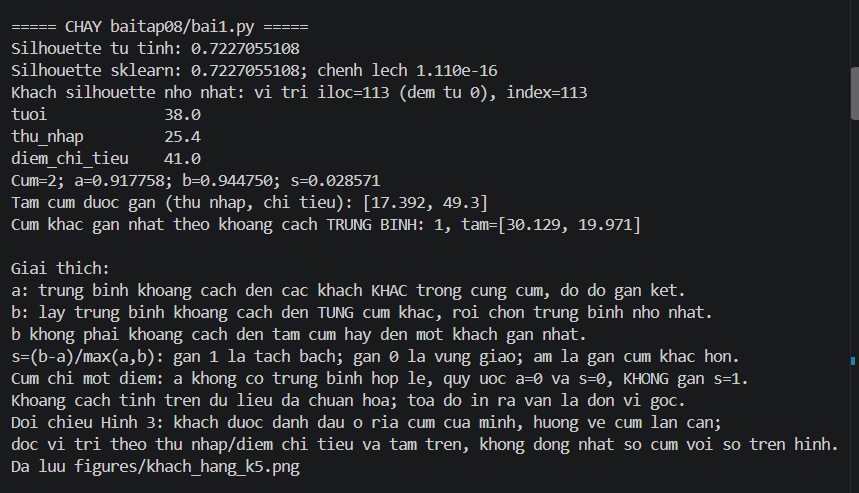 ===== CHAY baitap08/bai1.py =====
Silhouette tu tinh: 0.7227055108
Silhouette sklearn: 0.7227055108; chenh lech 1.110e-16
Khach silhouette nho nhat: vi tri iloc=113 (dem tu 0), index=113
tuoi             38.0
thu_nhap         25.4
diem_chi_tieu    41.0
Cum=2; a=0.917758; b=0.944750; s=0.028571
Tam cum duoc gan (thu nhap, chi tieu): [17.392, 49.3]
Cum khac gan nhat theo khoang cach TRUNG BINH: 1, tam=[30.129, 19.971]

Giai thich:
a: trung binh khoang cach den cac khach KHAC trong cung cum, do do gan ket.
b: lay trung binh khoang cach den TUNG cum khac, roi chon trung binh nho nhat.
b khong phai khoang cach den tam cum hay den mot khach gan nhat.
s=(b-a)/max(a,b): gan 1 la tach bach; gan 0 la vung giao; am la gan cum khac hon.
Cum chi mot diem: a khong co trung binh hop le, quy uoc a=0 va s=0, KHONG gan s=1.
Khoang cach tinh tren du lieu da chuan hoa; toa do in ra van la don vi goc.
Doi chieu Hinh 3: khach duoc danh dau o ria cum cua minh, huong ve cum lan can;
doc vi tri theo thu nhap/diem chi tieu va tam tren, khong dong nhat so cum voi so tren hinh.
Da luu figures/khach_hang_k5.png